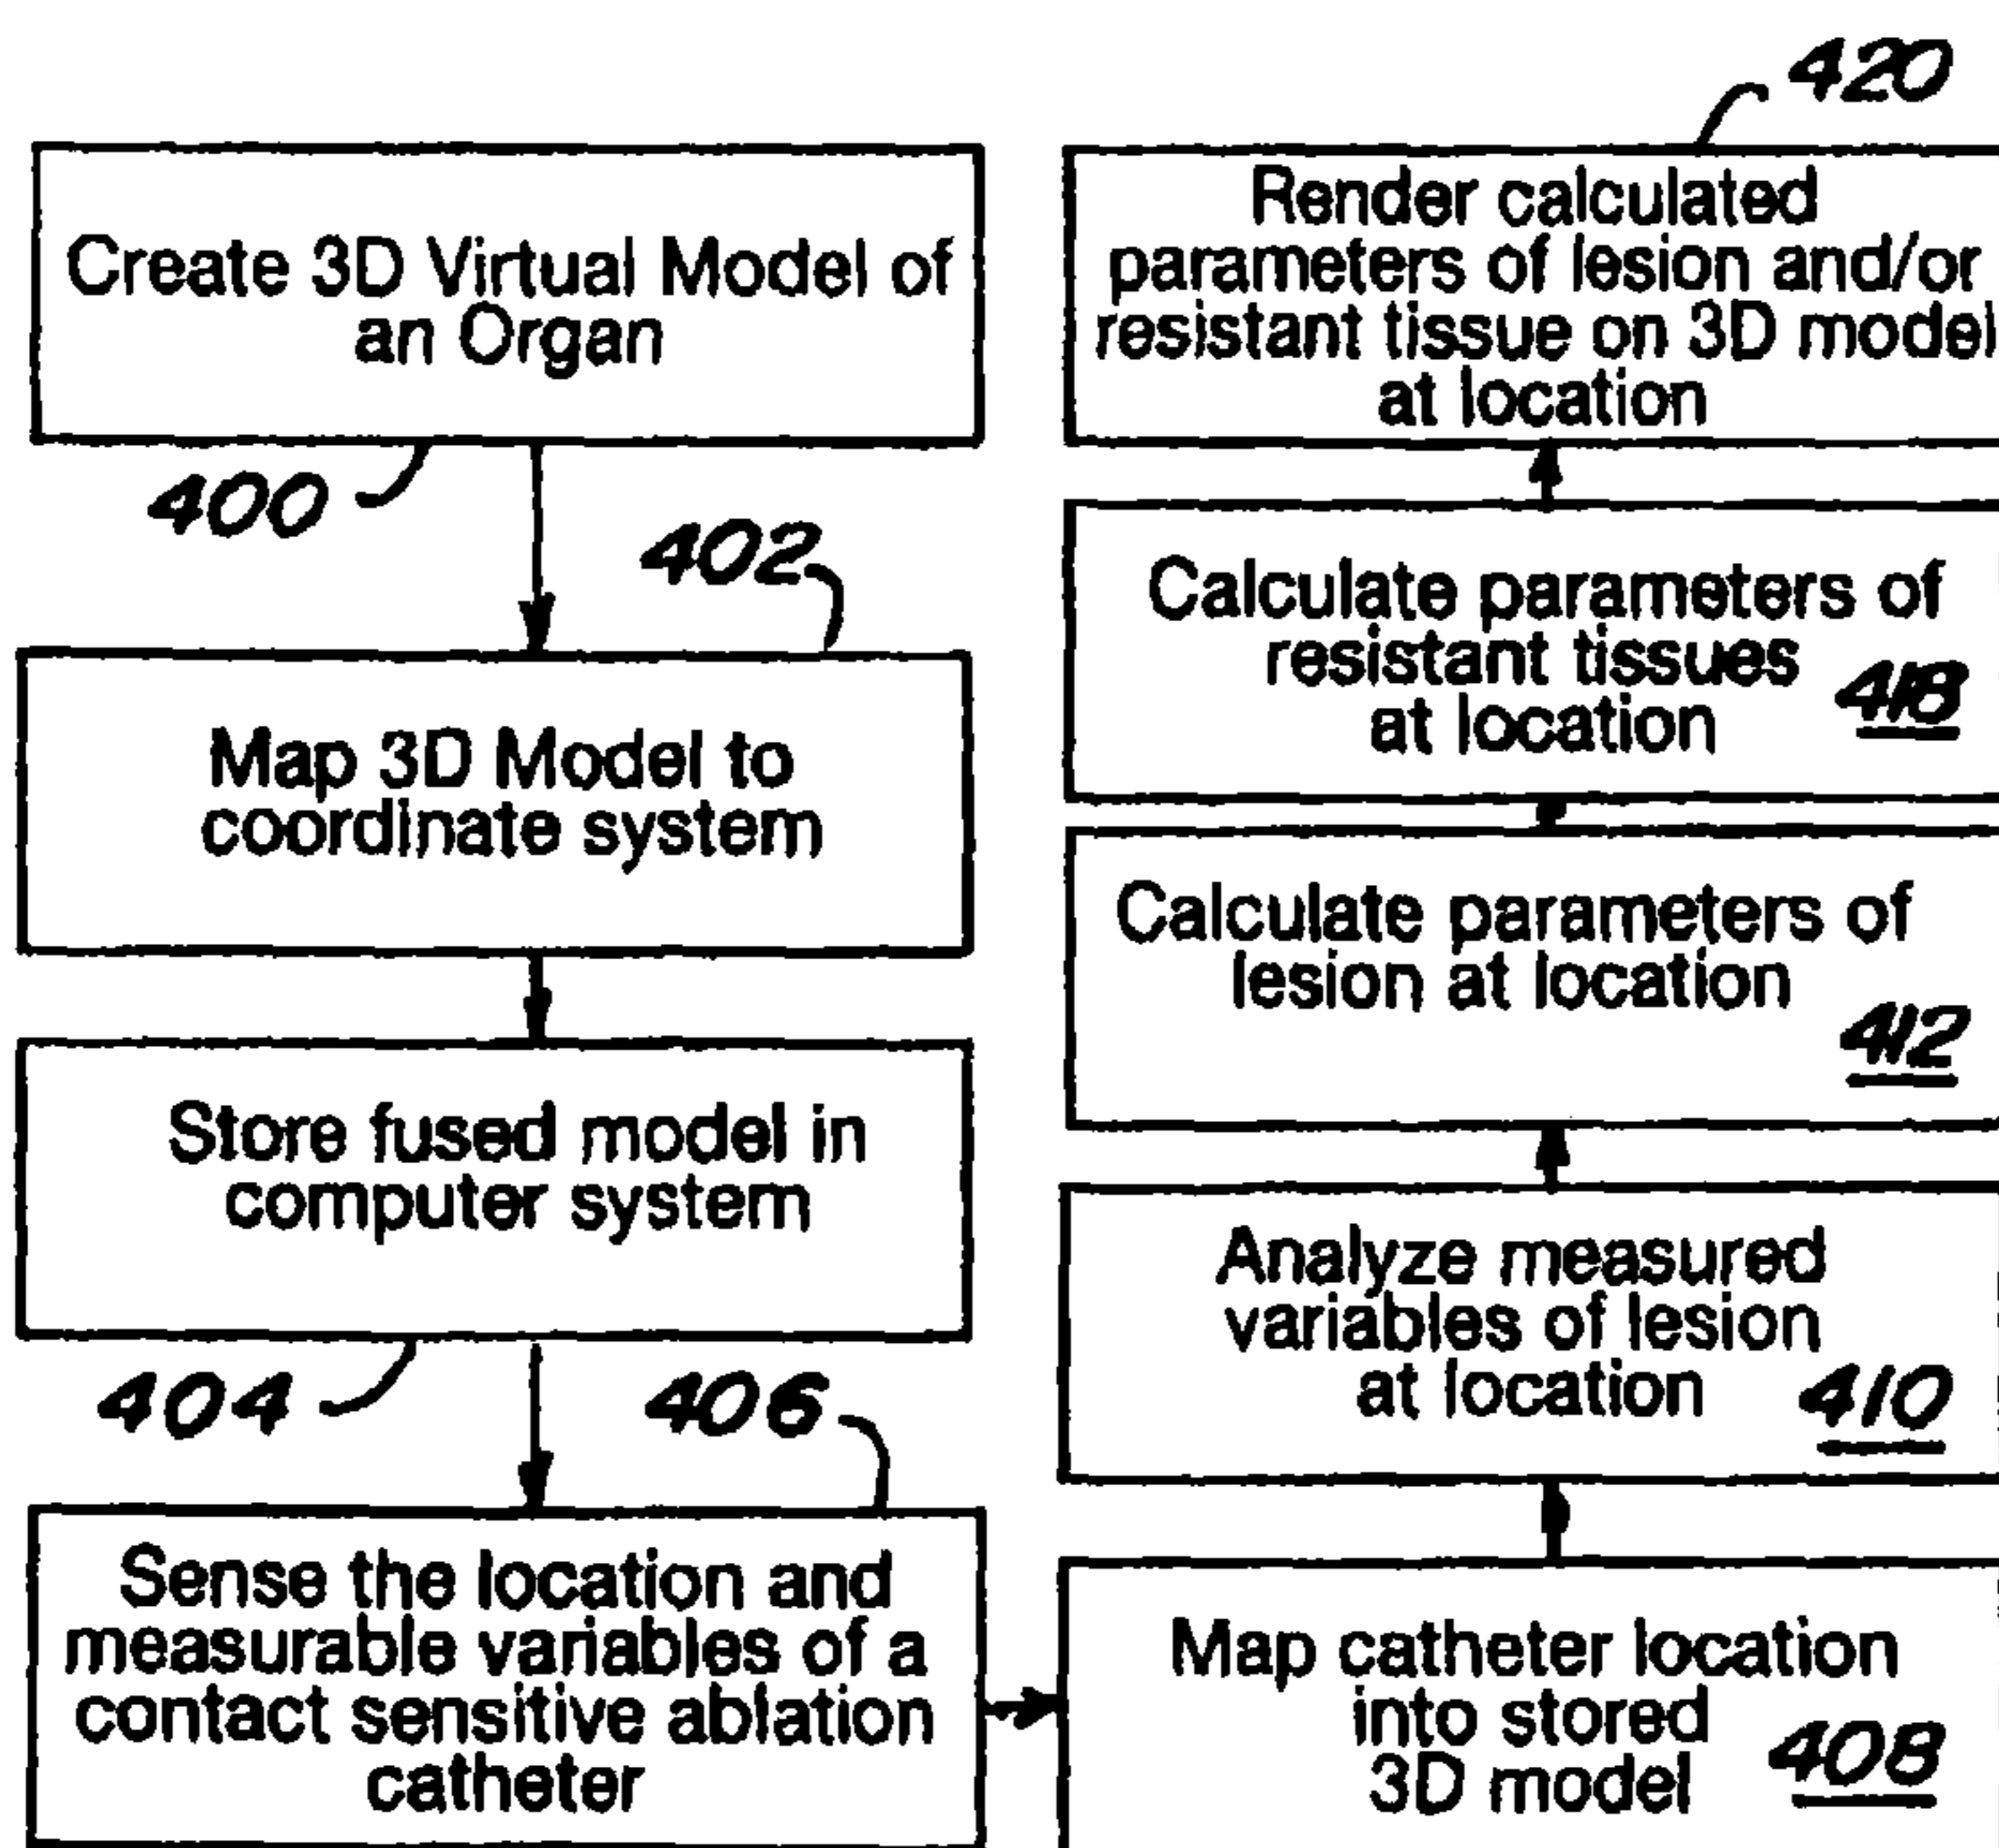 Create 3D Virtual Model of
an Organ
400
402
Map 3D Model to
coordinate system
Store fused model in
computer system
404
406
Sense the location and
measurable variables of a
contact sensitive ablation
catheter
420
Render calculated
parameters of lesion and/or
resistant tissue on 3D model
at location
Calculate parameters of
resistant tissues
at location
418
Calculate parameters of
lesion at location
412
Analyze measured
variables of lesion
at location
410
Map catheter location
into stored
3D model
408